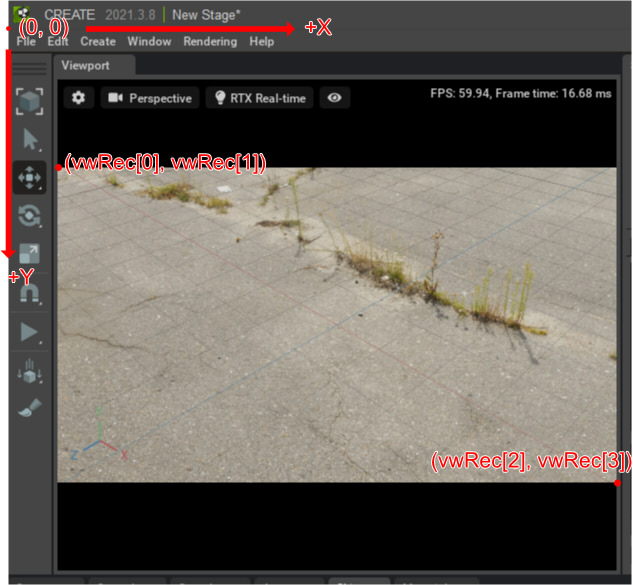 CREATE 2021.3.8 | New Stage*
(0, 0) +X
File Edit Create Window Rendering Help
Viewport
Perspective RTX Real-time FPS: 59.94, Frame time: 16.68 ms
(vwRec[0], vwRec[1])
+Y
Y
Z X
(vwRec[2], vwRec[3])